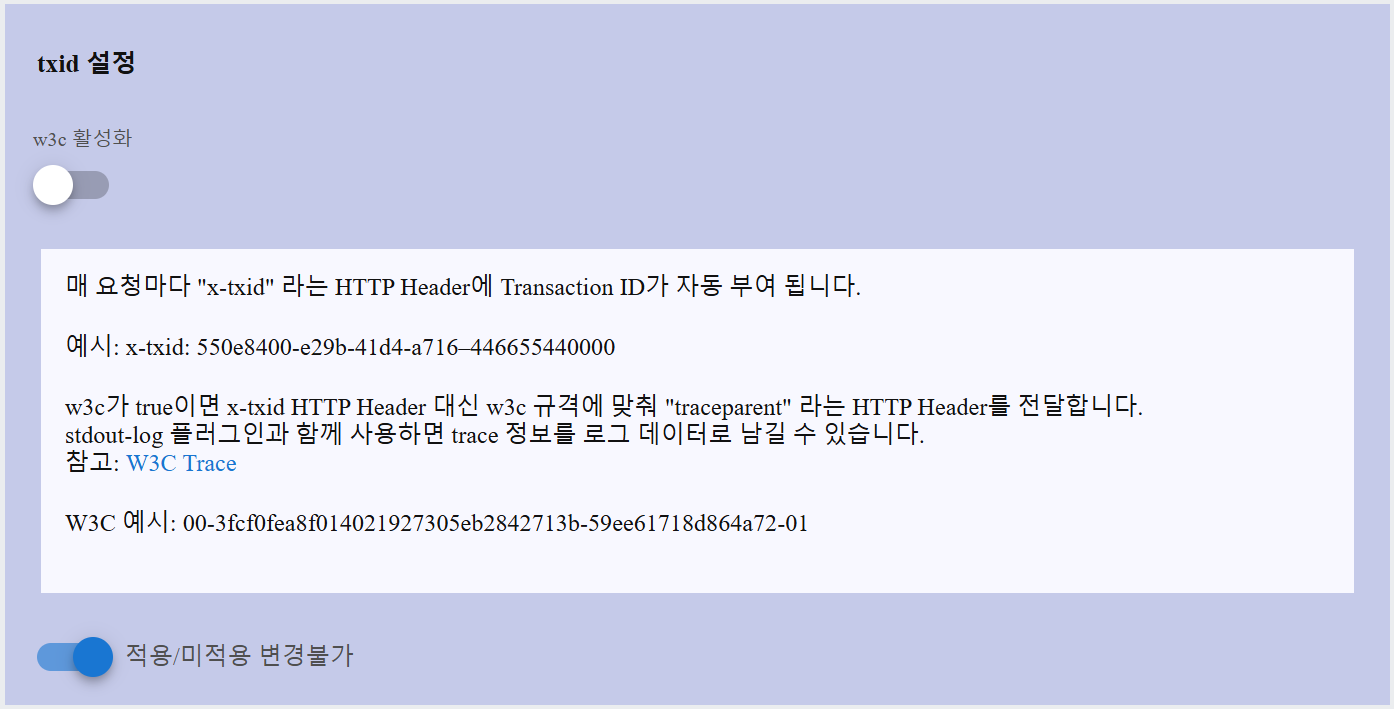 txid 설정
w3c 활성화
매 요청마다 "x-txid" 라는 HTTP Header에 Transaction ID가 자동 부여 됩니다.
예시: x-txid: 550e8400-e29b-41d4-a716–446655440000
w3c가 true이면 x-txid HTTP Header 대신 w3c 규격에 맞춰 "traceparent" 라는 HTTP Header를 전달합니다.
stdout-log 플러그인과 함께 사용하면 trace 정보를 로그 데이터로 남길 수 있습니다.
참고: W3C Trace
W3C 예시: 00-3fcf0fea8f014021927305eb2842713b-59ee61718d864a72-01
적용/미적용 변경불가